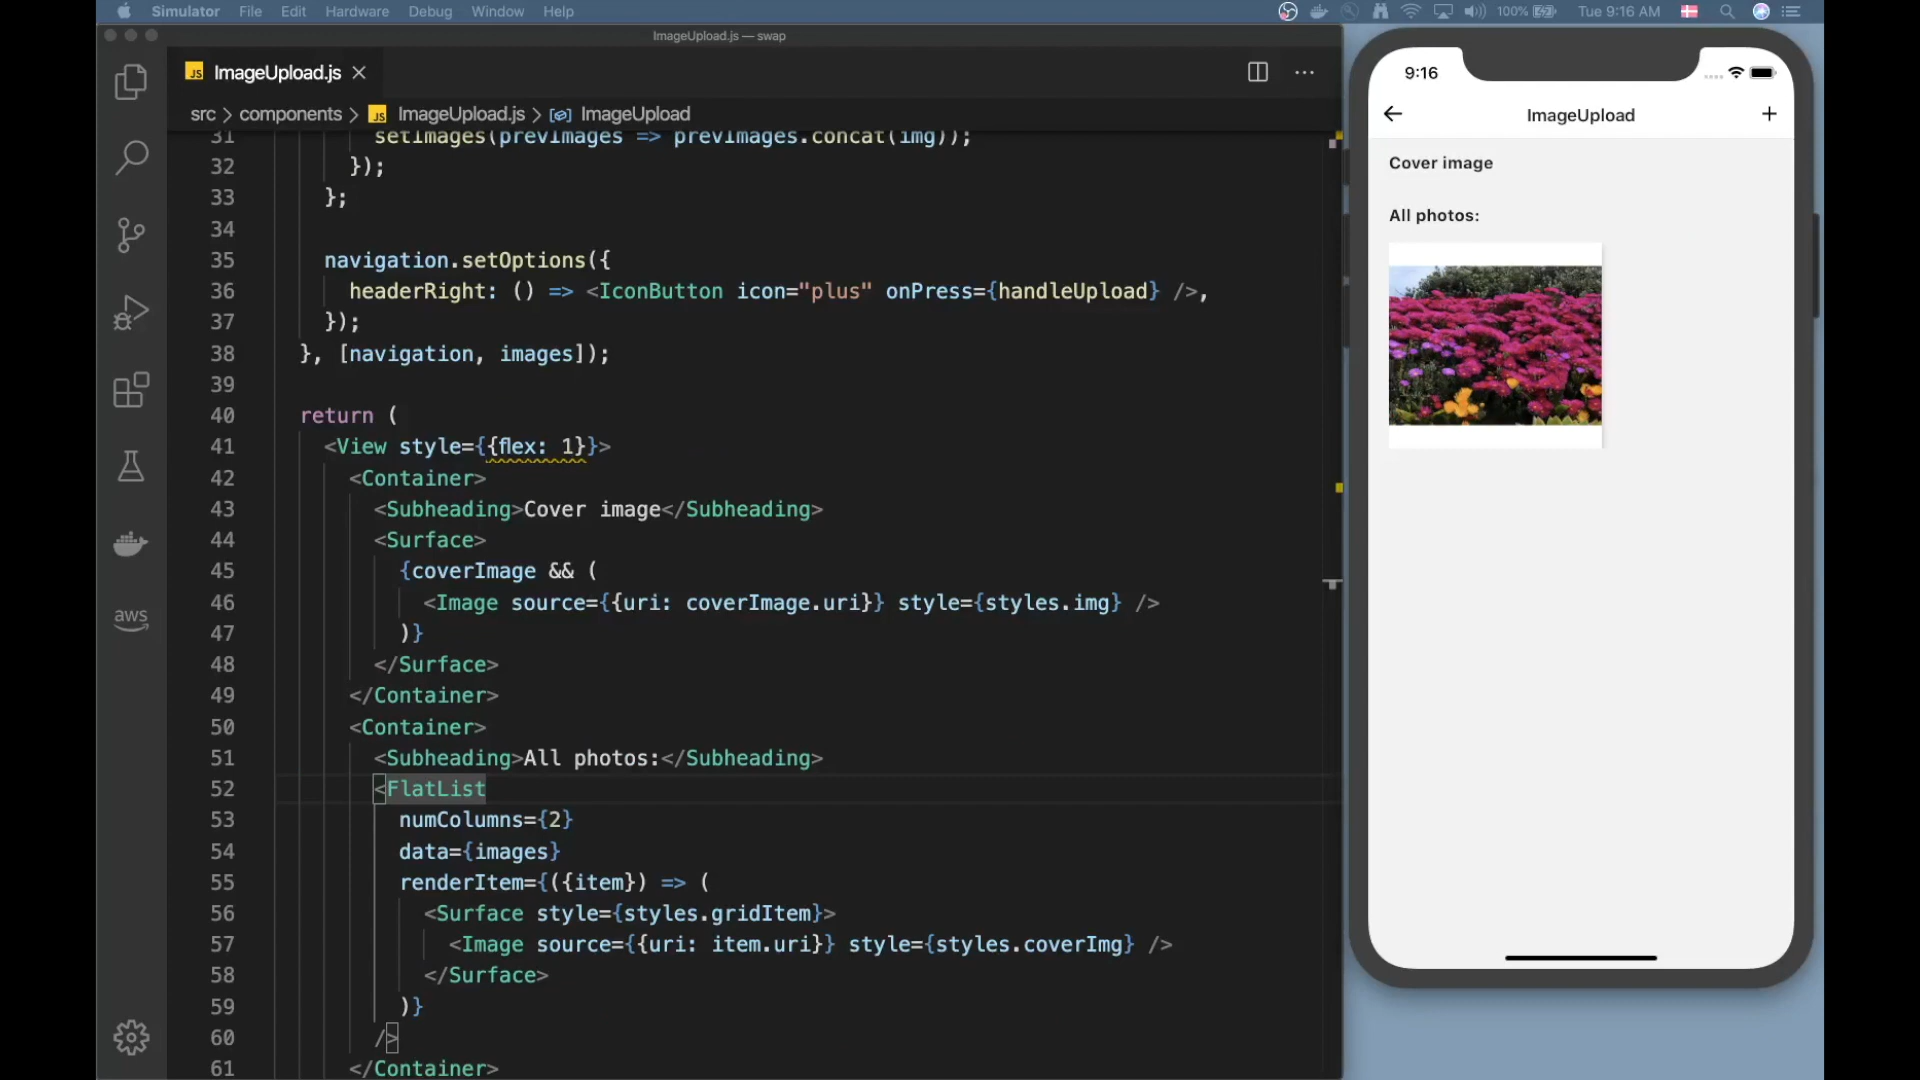 Simulator File Edit Hardware Debug Window Help 100% Tue 9:16 AM
ImageUpload.js — swap
JS ImageUpload.js
src > components > JS ImageUpload.js > ImageUpload
31 setImages(prevImages => prevImages.concat(img));
32 });
33 };
34
35 navigation.setOptions({
36 headerRight: () => <IconButton icon="plus" onPress={handleUpload} />,
37 });
38 }, [navigation, images]);
39
40 return (
41 <View style={{flex: 1}}>
42 <Container>
43 <Subheading>Cover image</Subheading>
44 <Surface>
45 {coverImage && (
46 <Image source={{uri: coverImage.uri}} style={styles.img} />
47 )}
48 </Surface>
49 </Container>
50 <Container>
51 <Subheading>All photos:</Subheading>
52 <FlatList
53 numColumns={2}
54 data={images}
55 renderItem={({item}) => (
56 <Surface style={styles.gridItem}>
57 <Image source={{uri: item.uri}} style={styles.coverImg} />
58 </Surface>
59 )}
60 />
61 </Container>
aws
9:16
ImageUpload
Cover image
All photos: